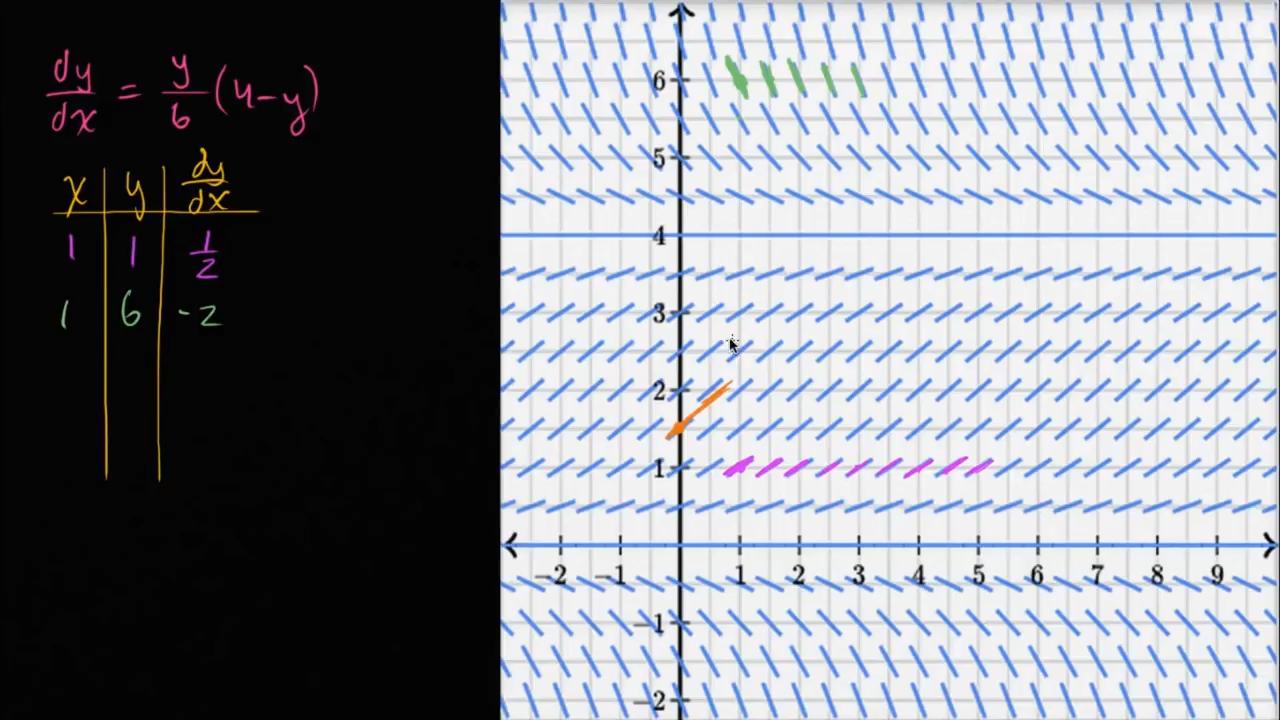 dy/dx = y/6 (4-y)
x y dy/dx
1 1 1/2
1 6 -2
6
5
4
3
2
1
−2 −1 1 2 3 4 5 6 7 8 9
−1
−2